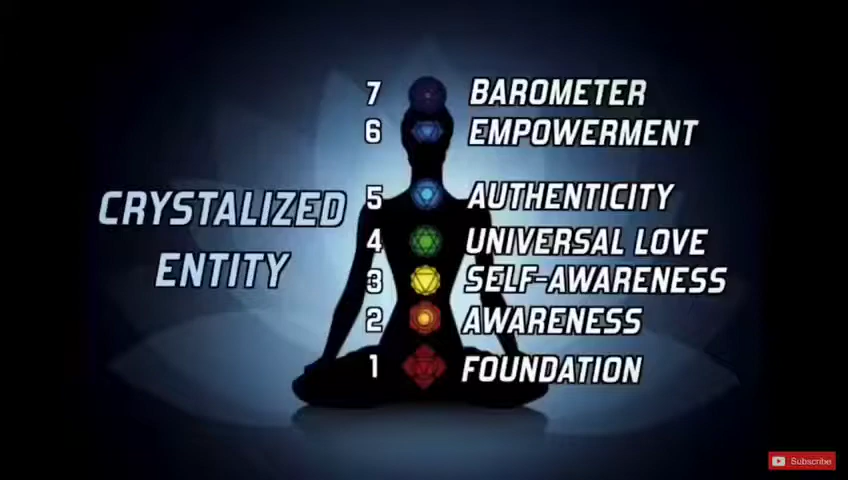 7 BAROMETER
6 EMPOWERMENT
5 AUTHENTICITY
4 UNIVERSAL LOVE
3 SELF-AWARENESS
2 AWARENESS
1 FOUNDATION
CRYSTALIZED
ENTITY
Subscribe